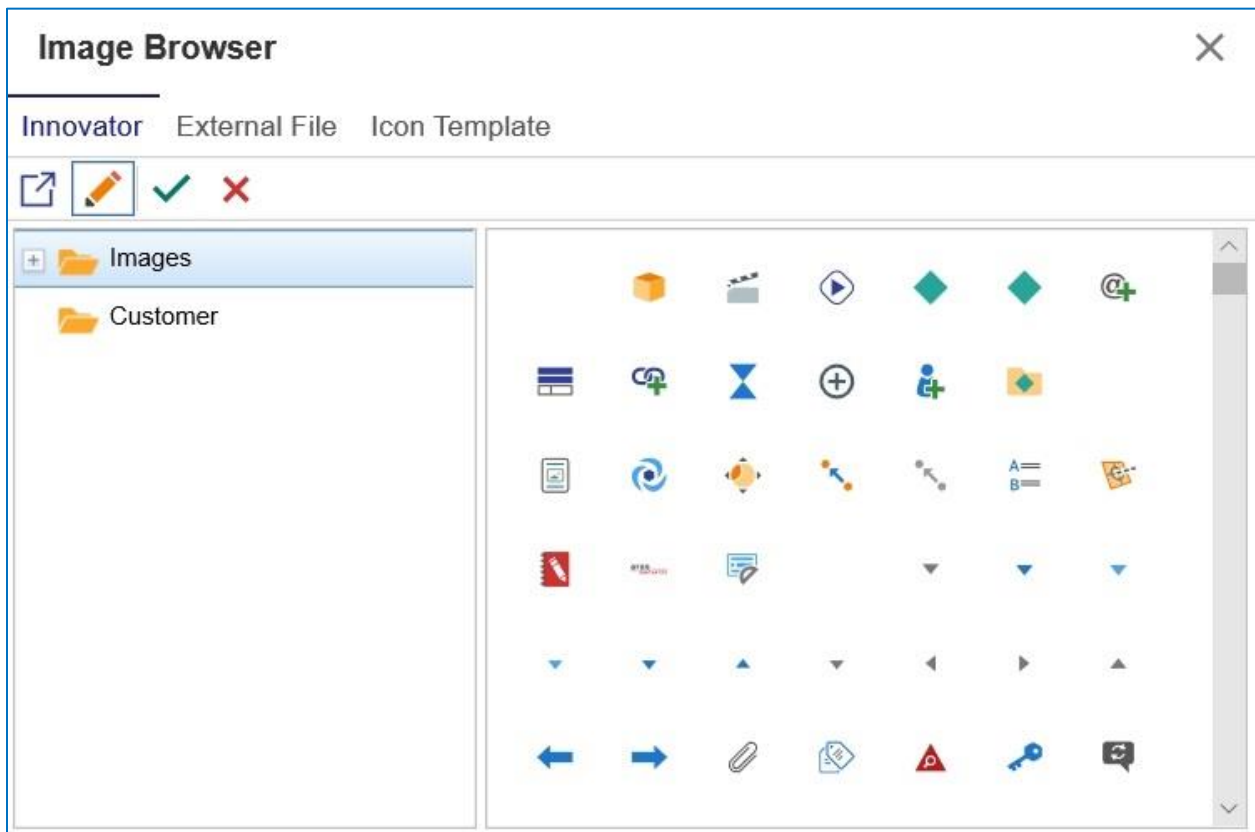 Image Browser
Innovator External File Icon Template
Images
Customer
A
B